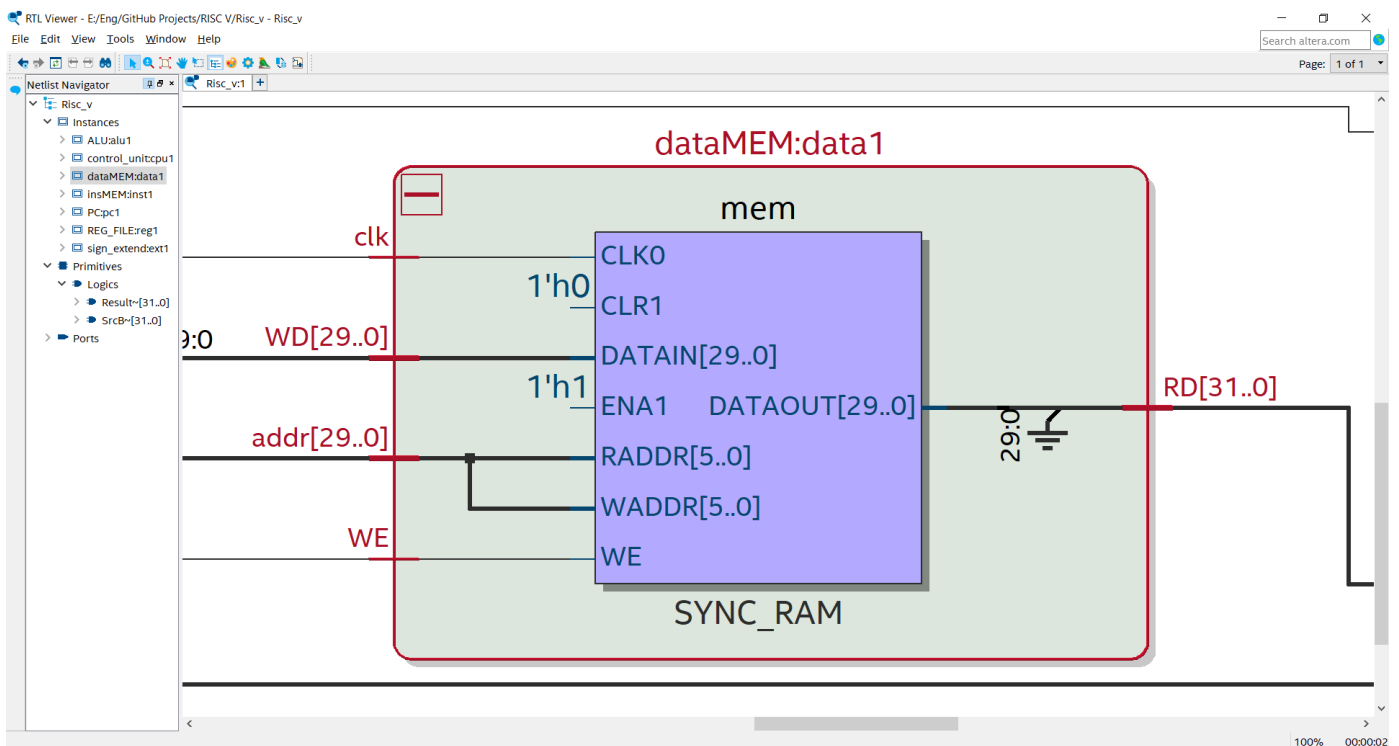 RTL Viewer - E:/Eng/GitHub Projects/RISC V/Risc_v - Risc_v
File Edit View Tools Window Help
Search altera.com
Page: 1 of 1
Netlist Navigator
Risc_v:1
Risc_v
Instances
ALU:alu1
control_unit:cpu1
dataMEM:data1
insMEM:inst1
PC:pc1
REG_FILE:reg1
sign_extend:ext1
Primitives
Logics
Result~[31..0]
SrcB~[31..0]
Ports
dataMEM:data1
mem
clk
CLK0
1'h0
CLR1
9:0
WD[29..0]
DATAIN[29..0]
1'h1
ENA1
DATAOUT[29..0]
RD[31..0]
29:0
addr[29..0]
RADDR[5..0]
WADDR[5..0]
WE
WE
SYNC_RAM
100% 00:00:02